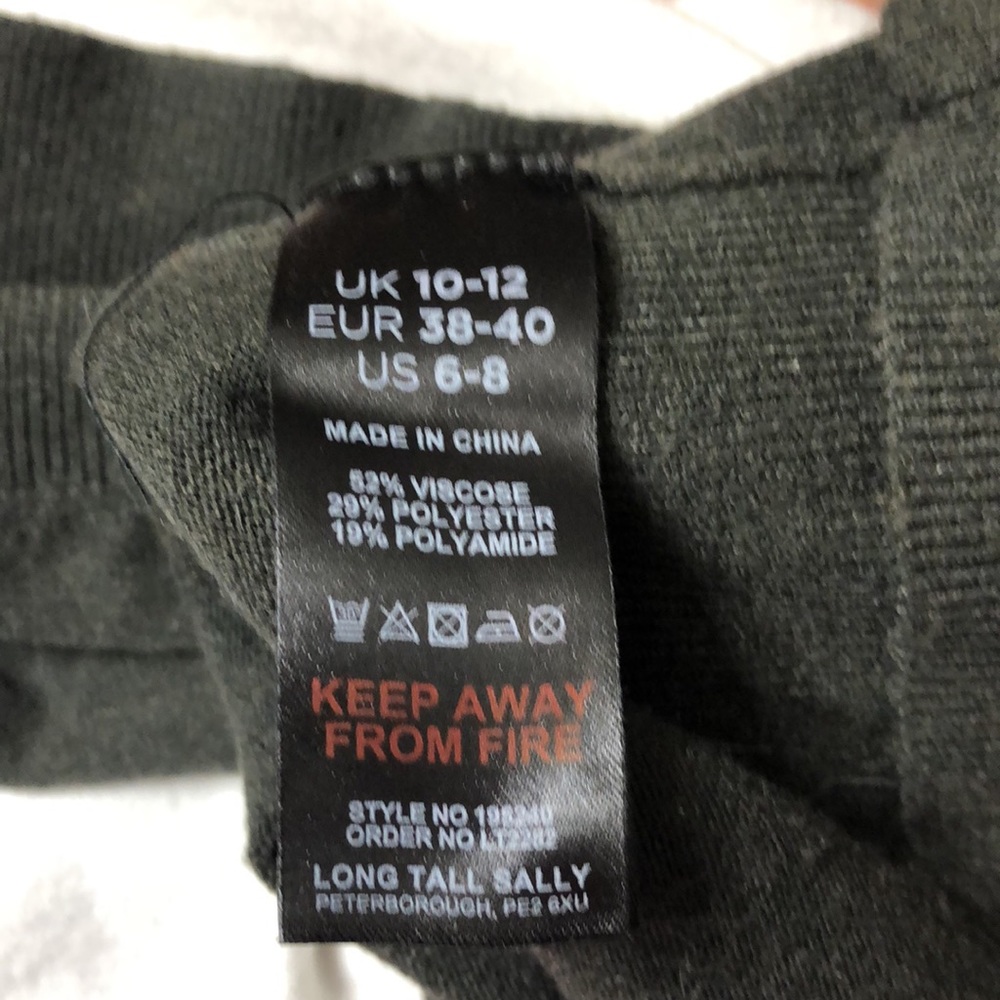 UK 10-12
EUR 38-40
US 6-8
MADE IN CHINA
52% VISCOSE
29% POLYESTER
19% POLYAMIDE
KEEP AWAY
FROM FIRE
STYLE NO
ORDER NO
LONG TALL SALLY
PETERBOROUGH, PE2 6XU